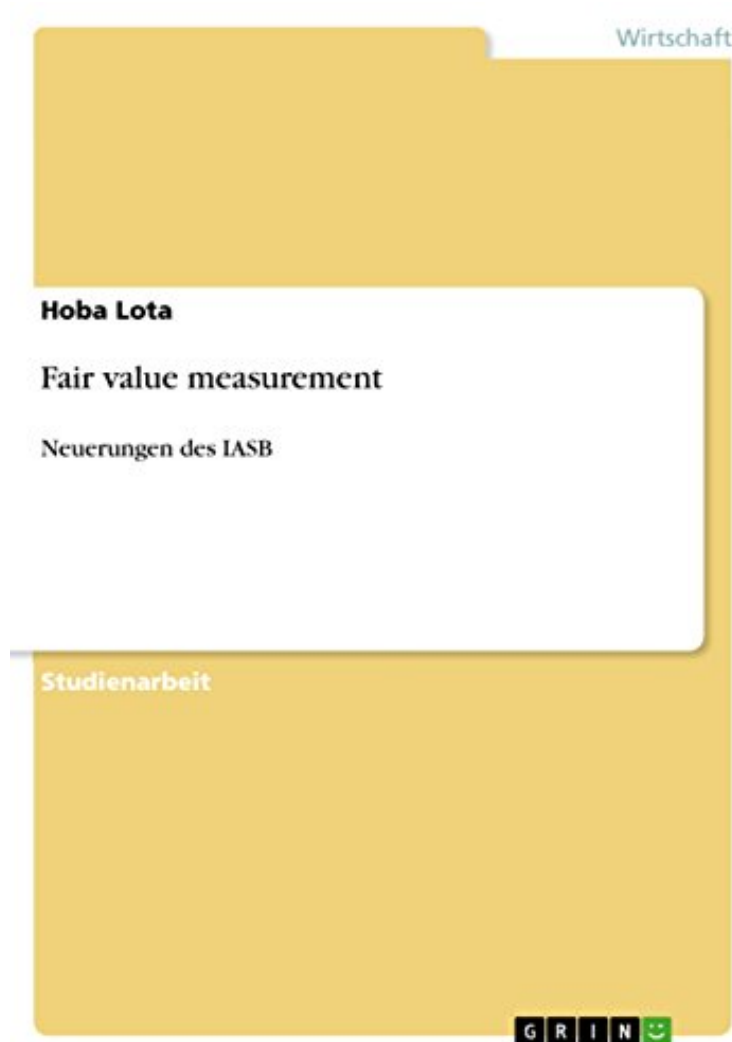 Wirtschaft
Hoba Lota
Fair value measurement
Neuerungen des IASB
Studienarbeit
GRIN